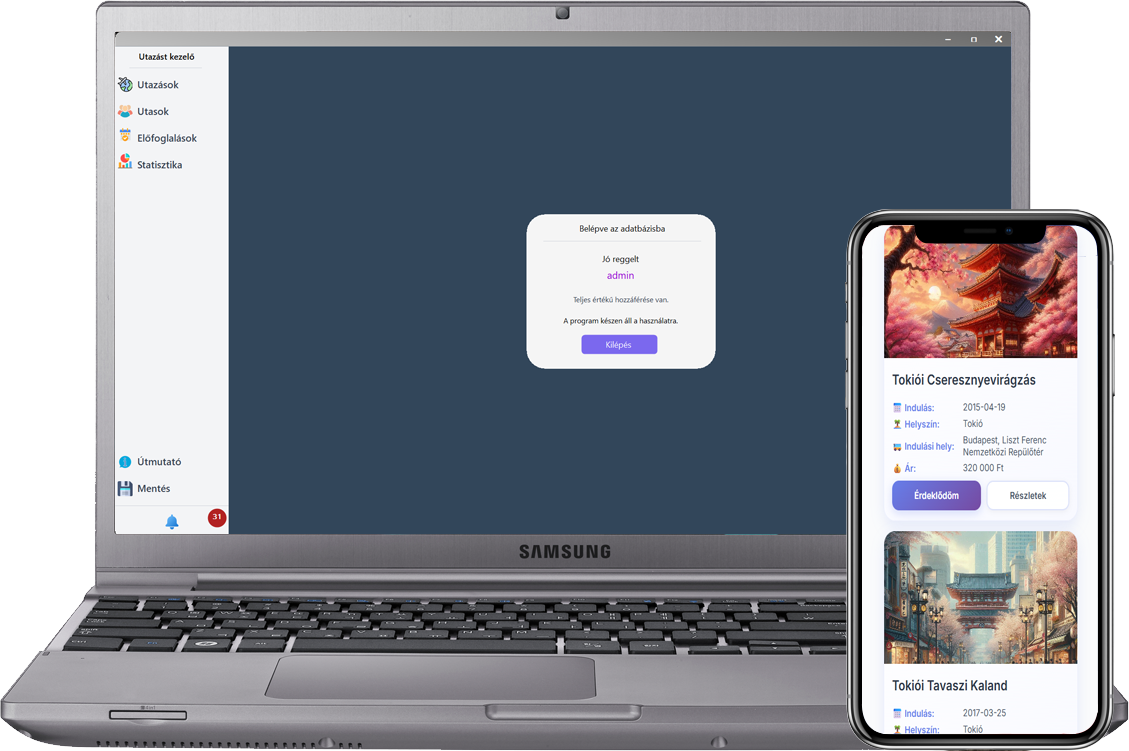 Utazást kezelő
Utazások
Utasok
Előfoglalások
Statisztika
Belépve az adatbázisba
Jó reggelt
admin
Teljes értékű hozzáférése van.
A program készen áll a használatra.
Kilépés
Útmutató
Mentés
31
SAMSUNG
Tokiói Cseresznyevirágzás
Indulás: 2015-04-19
Helyszín: Tokió
Indulási hely: Budapest, Liszt Ferenc
Nemzetközi Repülőtér
Ár: 320 000 Ft
Érdeklődöm Részletek
Tokiói Tavaszi Kaland
Indulás: 2017-03-25
Helyszín: Tokió